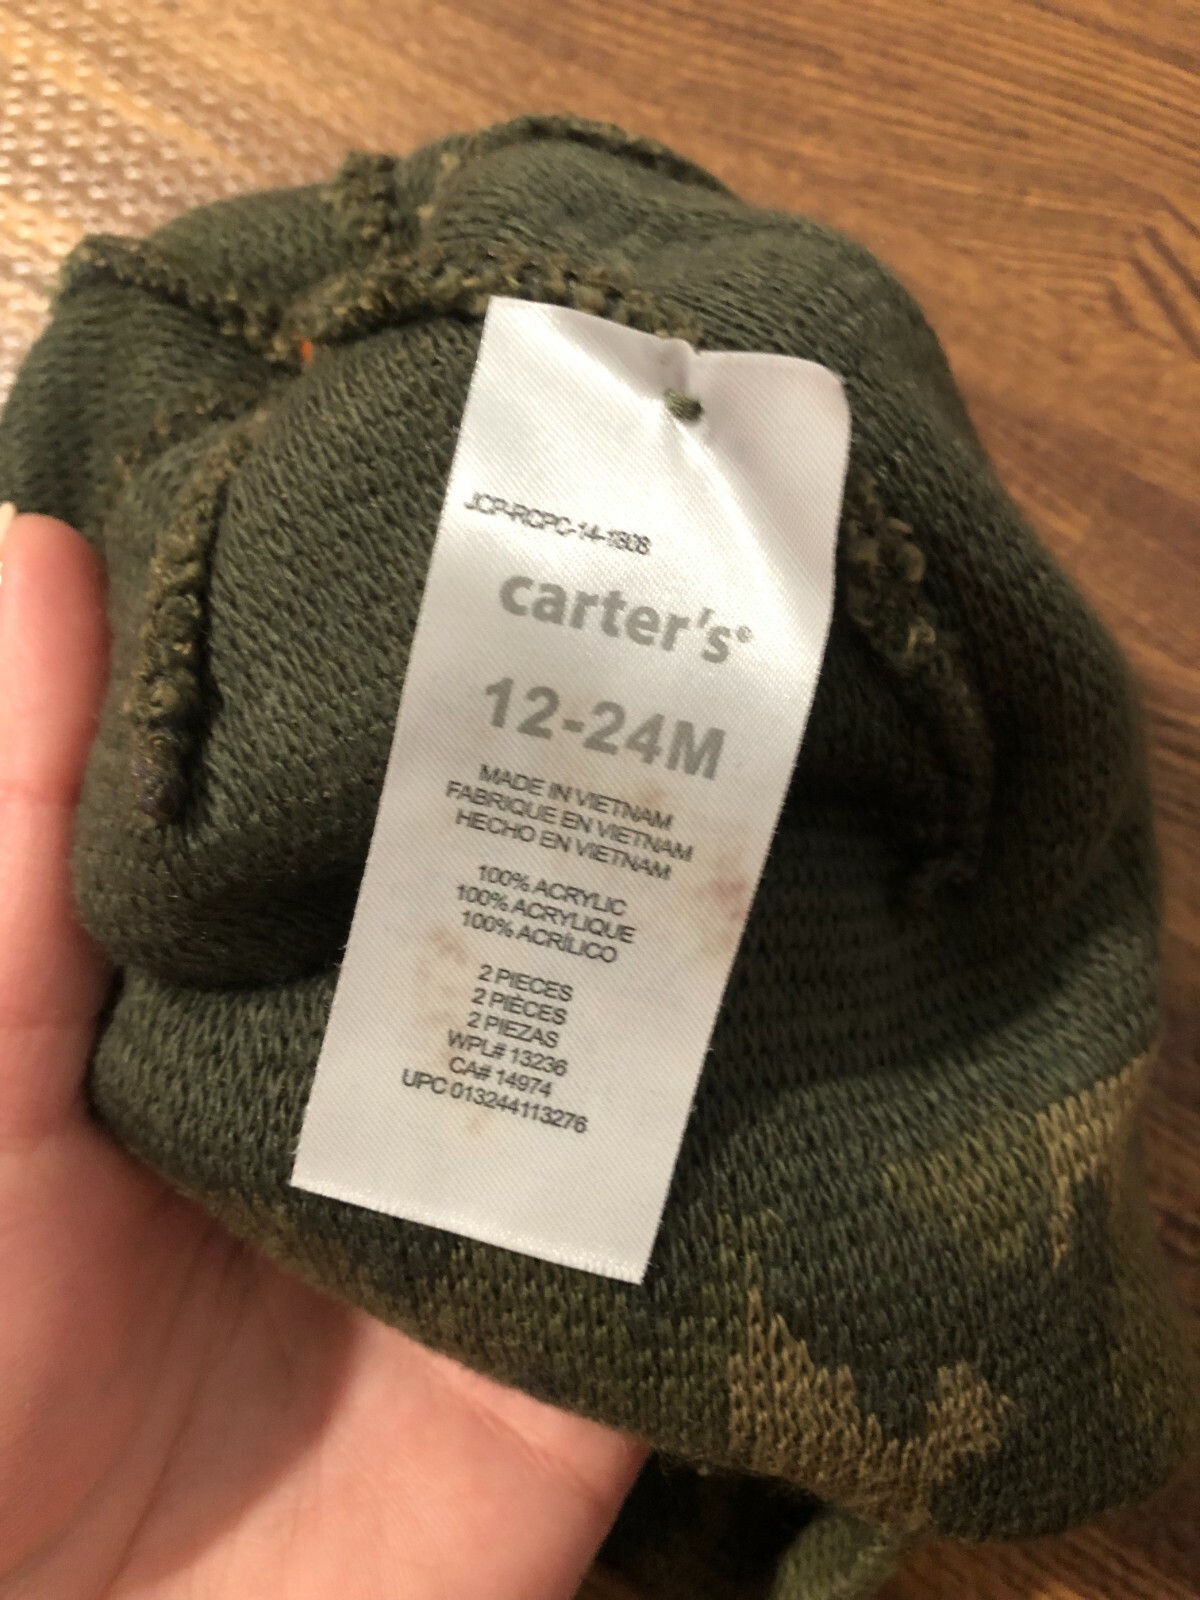 JCP-RCPC-14-1808
carter's®
12-24M
MADE IN VIETNAM
FABRIQUE EN VIETNAM
HECHO EN VIETNAM
100% ACRYLIC
100% ACRYLIQUE
100% ACRÍLICO
2 PIECES
2 PIÈCES
2 PIEZAS
WPL# 13236
CA# 14974
UPC 013244113276